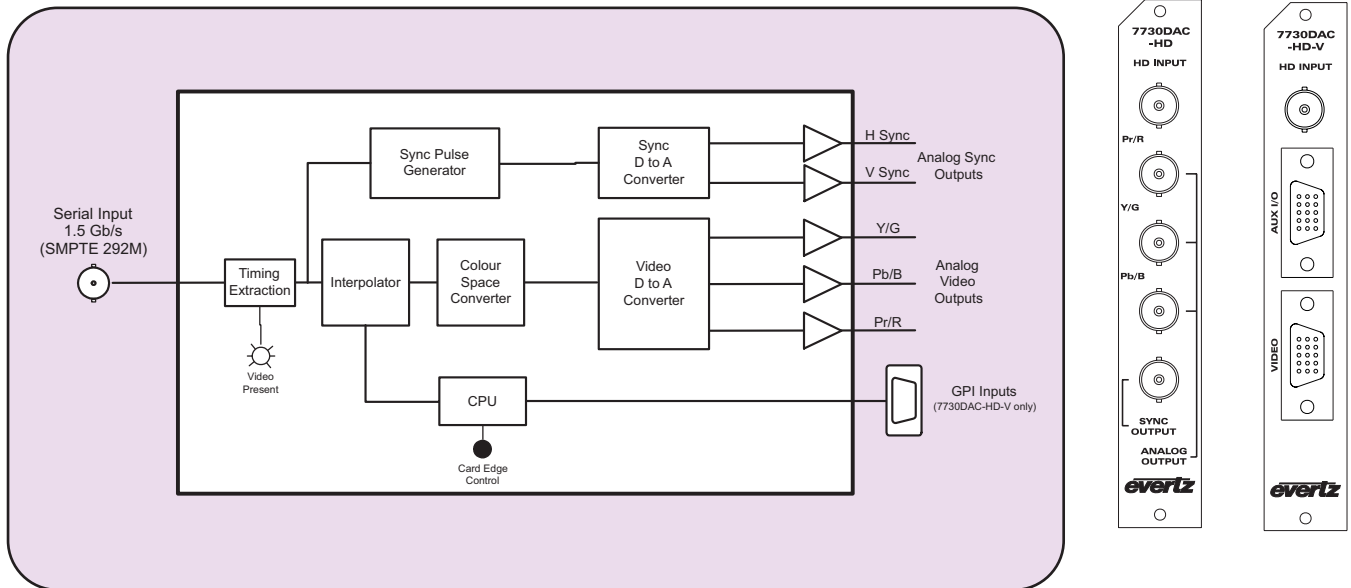 Serial Input
1.5 Gb/s
(SMPTE 292M)
Timing
Extraction
Video
Present
Sync Pulse
Generator
Interpolator
Colour
Space
Converter
Sync
D to A
Converter
Video
D to A
Converter
CPU
Card Edge
Control
H Sync
V Sync
Analog Sync
Outputs
Y/G
Pb/B
Pr/R
Analog
Video
Outputs
GPI Inputs
(7730DAC-HD-V only)
7730DAC
-HD
HD INPUT
Pr/R
Y/G
Pb/B
SYNC
OUTPUT
ANALOG
OUTPUT
evertz
7730DAC
-HD-V
HD INPUT
AUX I/O
VIDEO
evertz